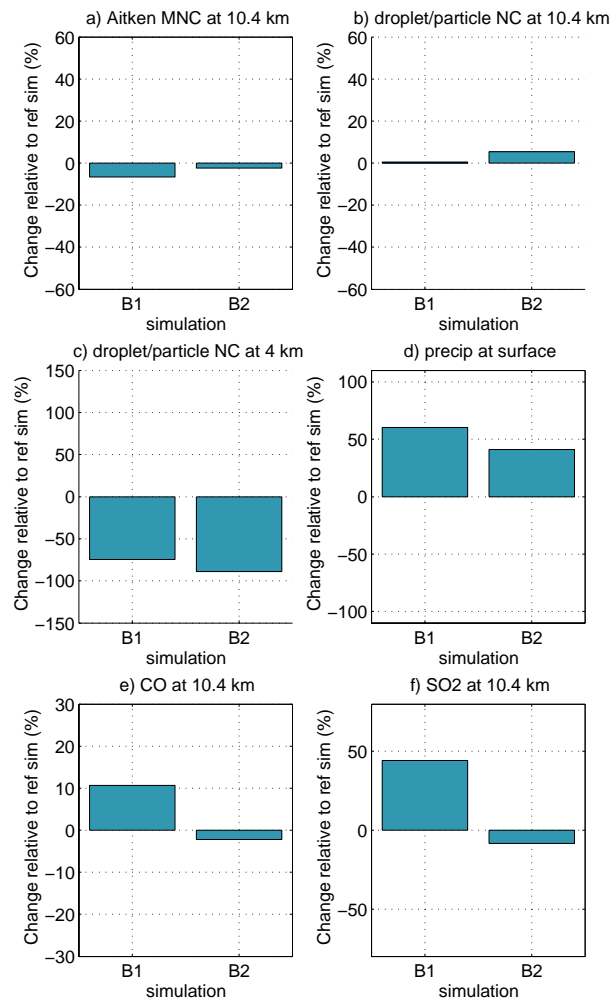 a) Aitken MNC at 10.4 km
Change relative to ref sim (%)
60
40
20
0
−20
−40
−60
B1 B2
simulation
b) droplet/particle NC at 10.4 km
Change relative to ref sim (%)
60
40
20
0
−20
−40
−60
B1 B2
simulation
c) droplet/particle NC at 4 km
Change relative to ref sim (%)
150
100
50
0
−50
−100
−150
B1 B2
simulation
d) precip at surface
Change relative to ref sim (%)
100
50
0
−50
−100
B1 B2
simulation
e) CO at 10.4 km
Change relative to ref sim (%)
30
20
10
0
−10
−20
−30
B1 B2
simulation
f) SO2 at 10.4 km
Change relative to ref sim (%)
50
0
−50
B1 B2
simulation